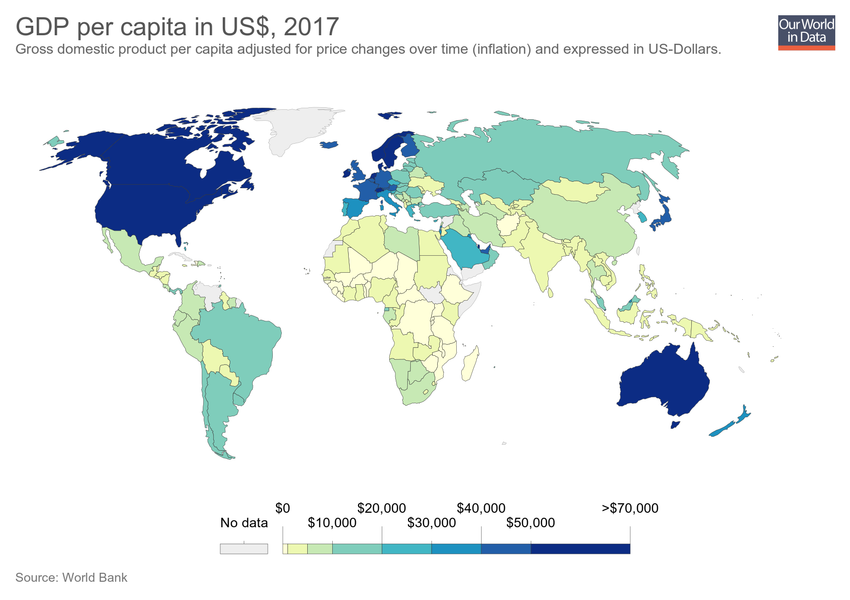 GDP per capita in US$, 2017
Gross domestic product per capita adjusted for price changes over time (inflation) and expressed in US-Dollars.
Our World
in Data
$0 $20,000 $40,000 >$70,000
No data $10,000 $30,000 $50,000
Source: World Bank